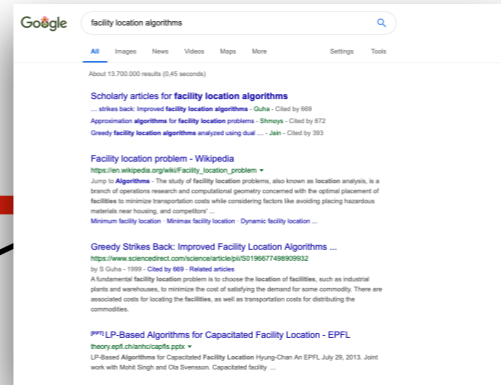 Google
facility location algorithms
All Images News Videos Maps More Settings Tools
About 13.700.000 results (0,45 seconds)
Scholarly articles for facility location algorithms
... strikes back: Improved facility location algorithms - Guha - Cited by 669
Approximation algorithms for facility location problems - Shmoys - Cited by 872
Greedy facility location algorithms analyzed using dual ... - Jain - Cited by 393
Facility location problem - Wikipedia
https://en.wikipedia.org/wiki/Facility_location_problem
Jump to Algorithms - The study of facility location problems, also known as location analysis, is a
branch of operations research and computational geometry concerned with the optimal placement of
facilities to minimize transportation costs while considering factors like avoiding placing hazardous
materials near housing, and competitors' ...
Minimum facility location · Minimax facility location · Dynamic facility location ...
Greedy Strikes Back: Improved Facility Location Algorithms ...
https://www.sciencedirect.com/science/article/pii/S0196677498909932
by S Guha - 1999 - Cited by 669 - Related articles
A fundamental facility location problem is to choose the location of facilities, such as industrial
plants and warehouses, to minimize the cost of satisfying the demand for some commodity. There are
associated costs for locating the facilities, as well as transportation costs for distributing the
commodities.
[PPT] LP-Based Algorithms for Capacitated Facility Location - EPFL
theory.epfl.ch/anhc/capfls.pptx
LP-Based Algorithms for Capacitated Facility Location Hyung-Chan An EPFL July 29, 2013. Joint
work with Mohit Singh and Ola Svensson. Capacitated facility ...